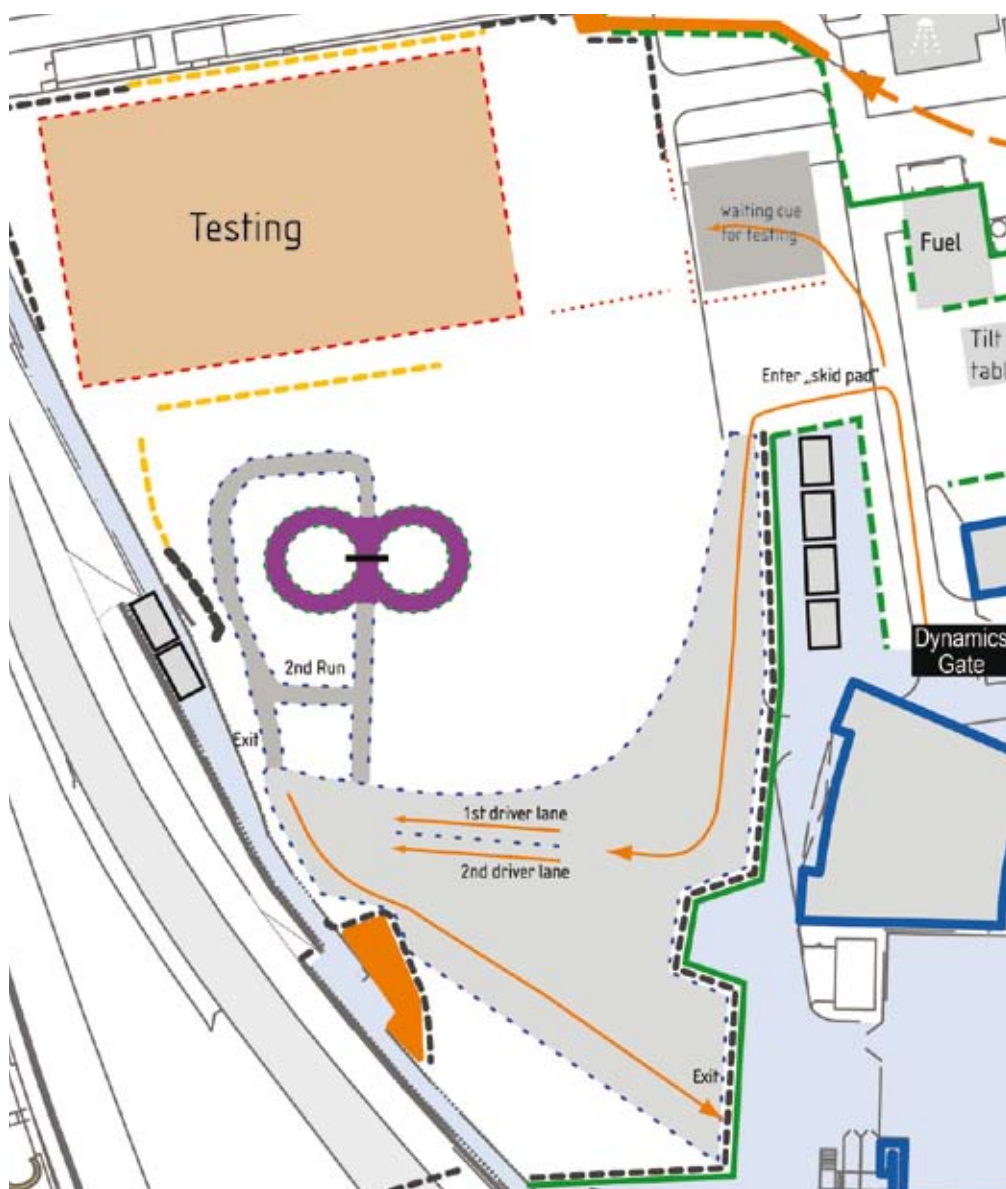 Testing
waiting cue
for testing
Fuel
Tilt
tabl
Enter „skid pad"
Dynamics
Gate
2nd Run
Exit
1st driver lane
2nd driver lane
Exit